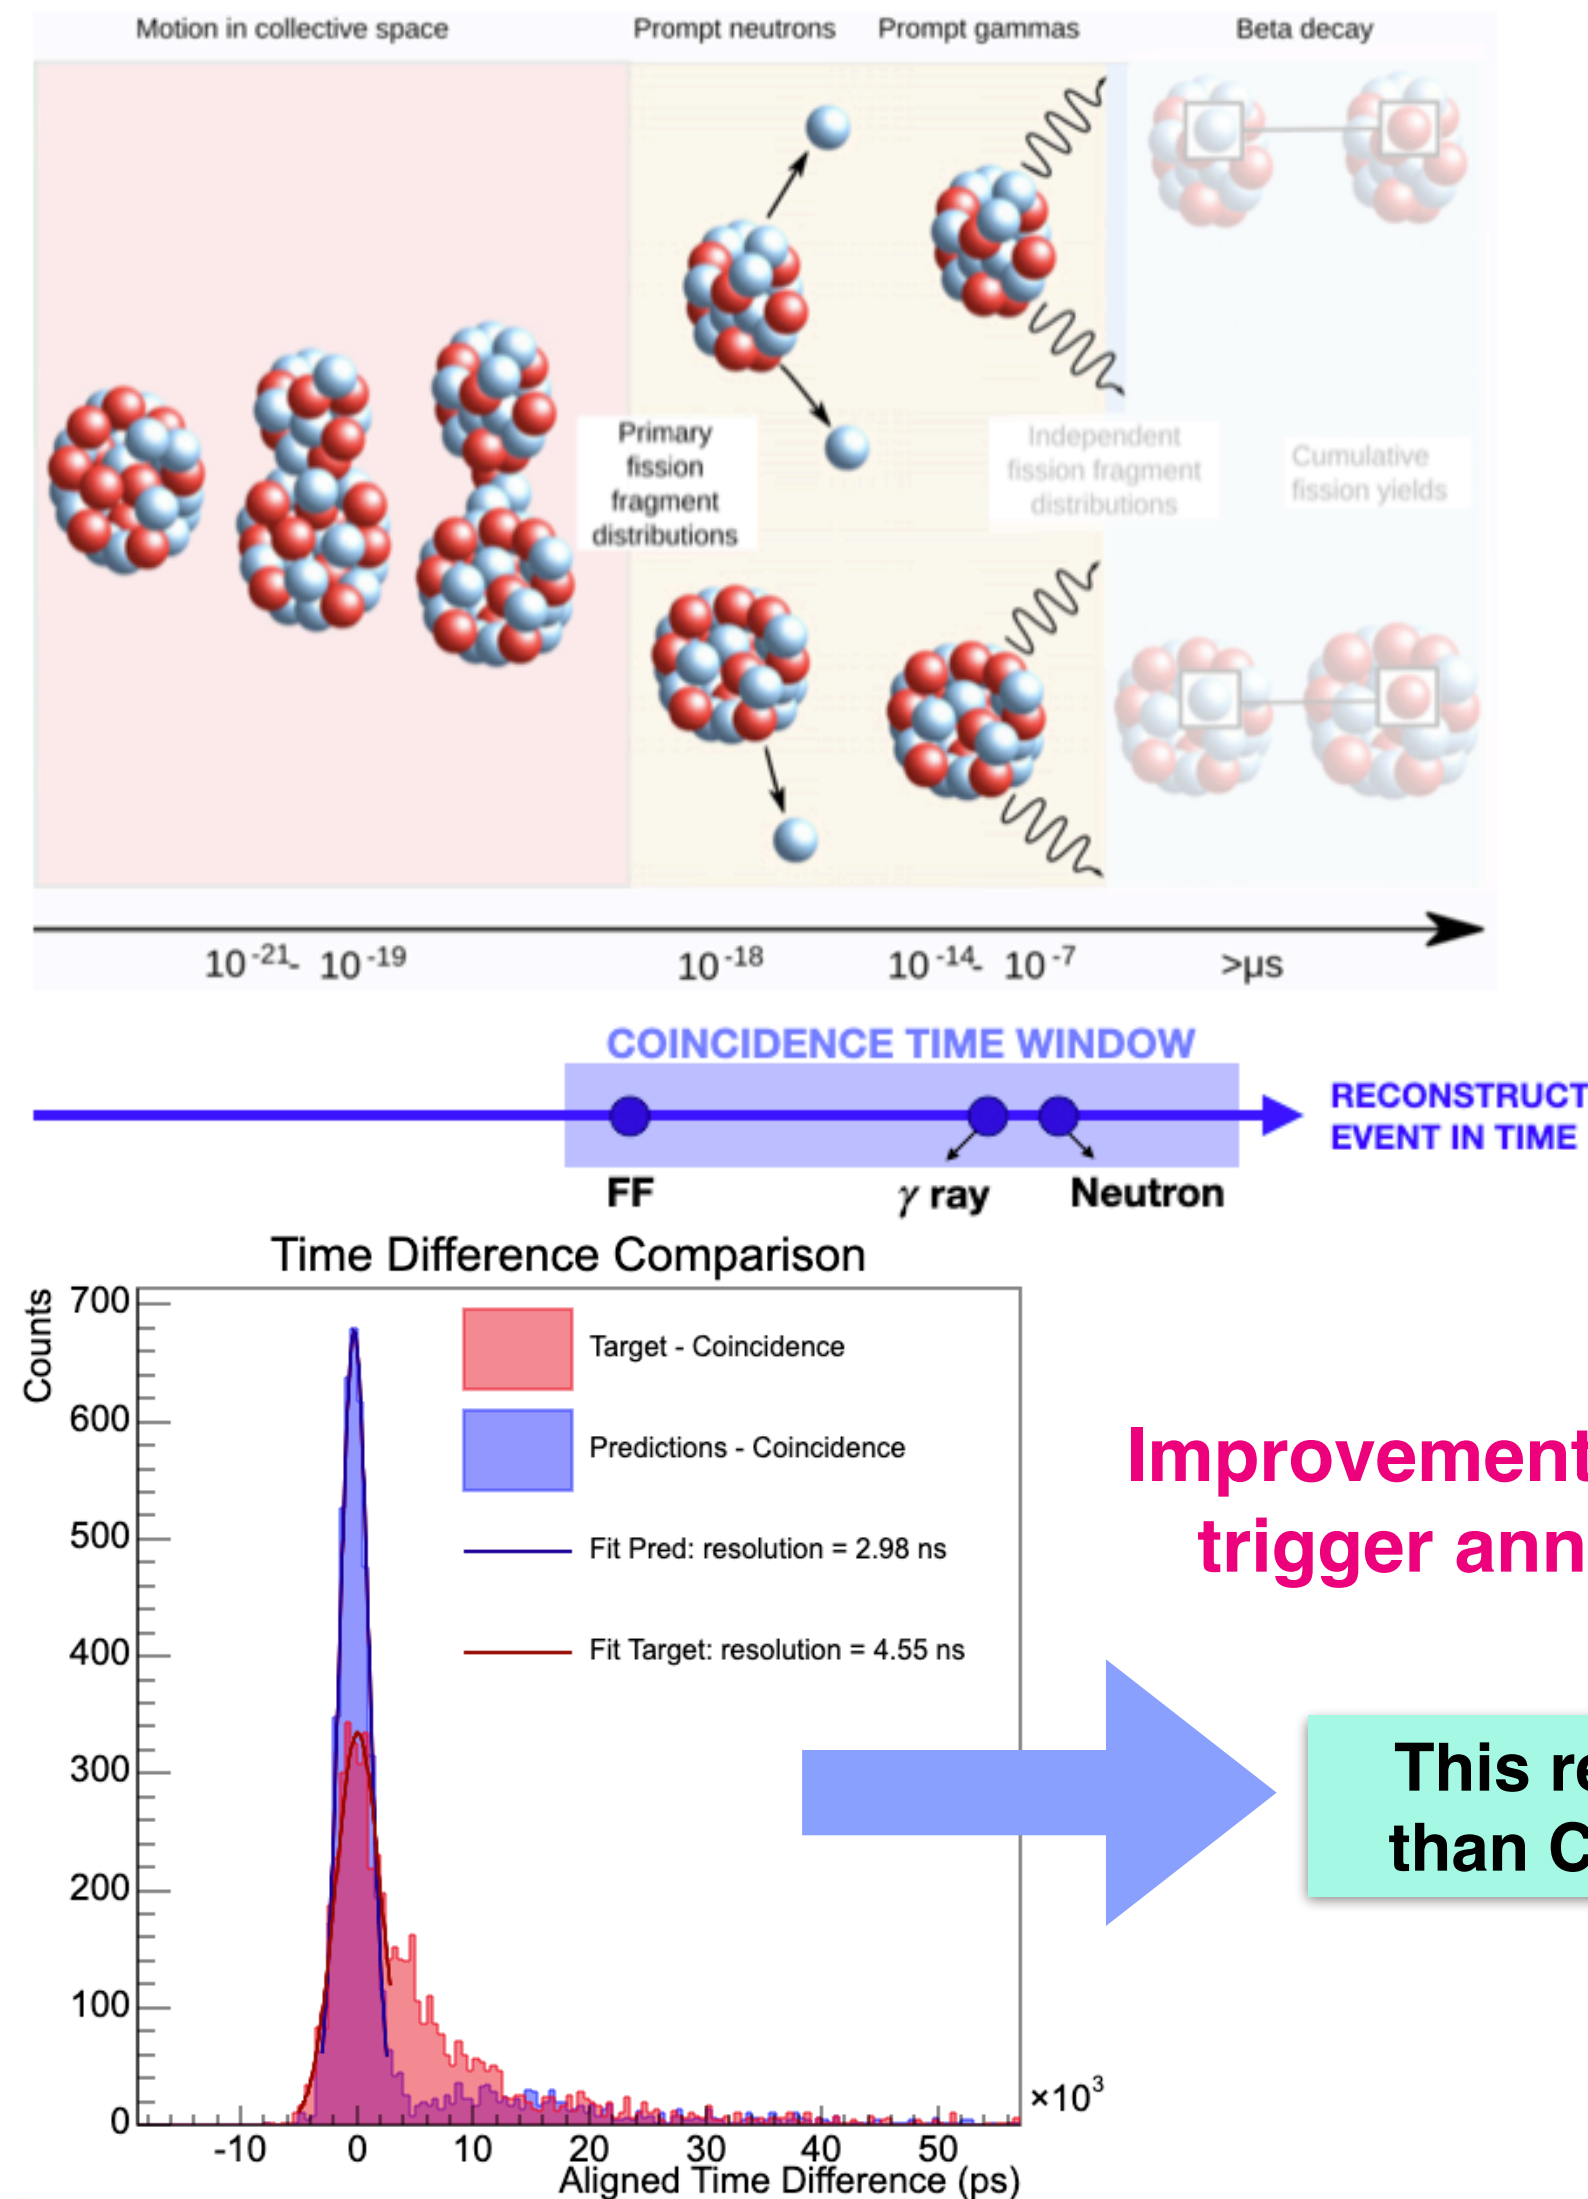 Motion in collective space
Prompt neutrons
Prompt gammas
Beta decay
Primary
fission
fragment
distributions
Independent
fission fragment
distributions
Cumulative
fission yields
10⁻²¹- 10⁻¹⁹
10⁻¹⁸
10⁻¹⁴- 10⁻⁷
>µs
COINCIDENCE TIME WINDOW
RECONSTRUCT
EVENT IN TIME
FF
γ ray
Neutron
Time Difference Comparison
Counts
700
600
500
400
300
200
100
0
Target - Coincidence
Predictions - Coincidence
Fit Pred: resolution = 2.98 ns
Fit Target: resolution = 4.55 ns
-10 0 10 20 30 40 50
×10³
Aligned Time Difference (ps)
Improvement
trigger ann
This re
than C